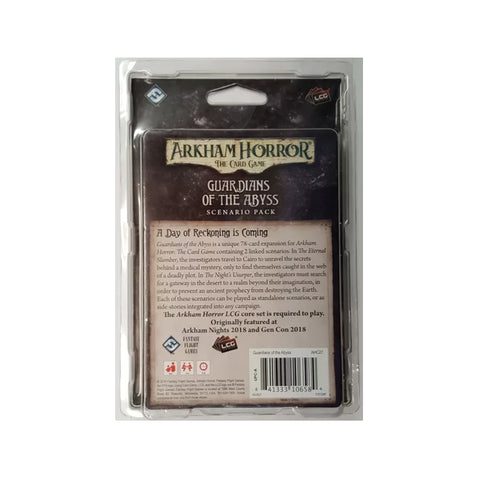 LCG
ARKHAM HORROR
THE CARD GAME
GUARDIANS
OF THE ABYSS
SCENARIO PACK
A Day of Reckoning is Coming
Guardians of the Abyss is a unique 78-card expansion for Arkham
Horror: The Card Game containing 2 linked scenarios. In The Eternal
Slumber, the investigators travel to Cairo to unravel the secrets
behind a medical mystery, only to find themselves caught in the web
of a deadly plot. In The Night's Usurper, the investigators must search
for a gateway in the desert to a realm beyond their imagination, in
order to prevent an ancient prophecy from destroying the Earth.
Each of these scenarios can be played as standalone scenarios, or as
side-stories integrated into any campaign.
The Arkham Horror LCG core set is required to play.
Originally featured at
Arkham Nights 2018 and Gen Con 2018
FANTASY
FLIGHT
GAMES
LCG
Guardians of the Abyss
UPC-A
8 41333 10658 4